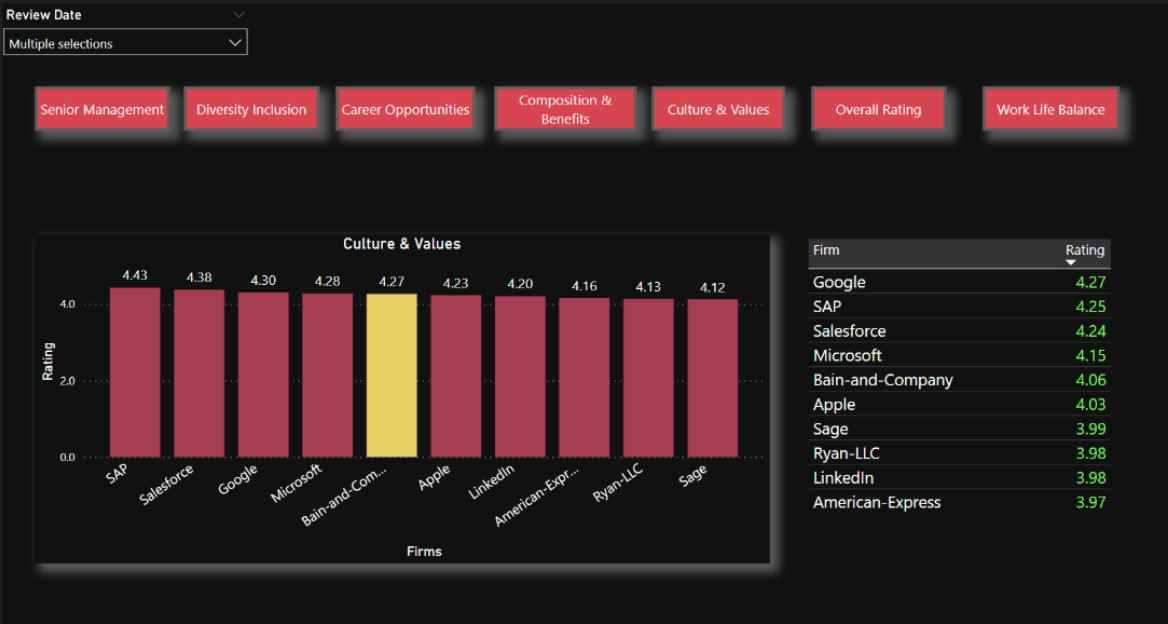 Review Date
Multiple selections
Senior Management
Diversity Inclusion
Career Opportunities
Composition &
Benefits
Culture & Values
Overall Rating
Work Life Balance
Culture & Values
4.43
4.38
4.30
4.28
4.27
4.23
4.20
4.16
4.13
4.12
4.0
2.0
0.0
Rating
SAP
Salesforce
Google
Microsoft
Bain-and-Com...
Apple
LinkedIn
American-Expr...
Ryan-LLC
Sage
Firms
Firm Rating
Google 4.27
SAP 4.25
Salesforce 4.24
Microsoft 4.15
Bain-and-Company 4.06
Apple 4.03
Sage 3.99
Ryan-LLC 3.98
LinkedIn 3.98
American-Express 3.97